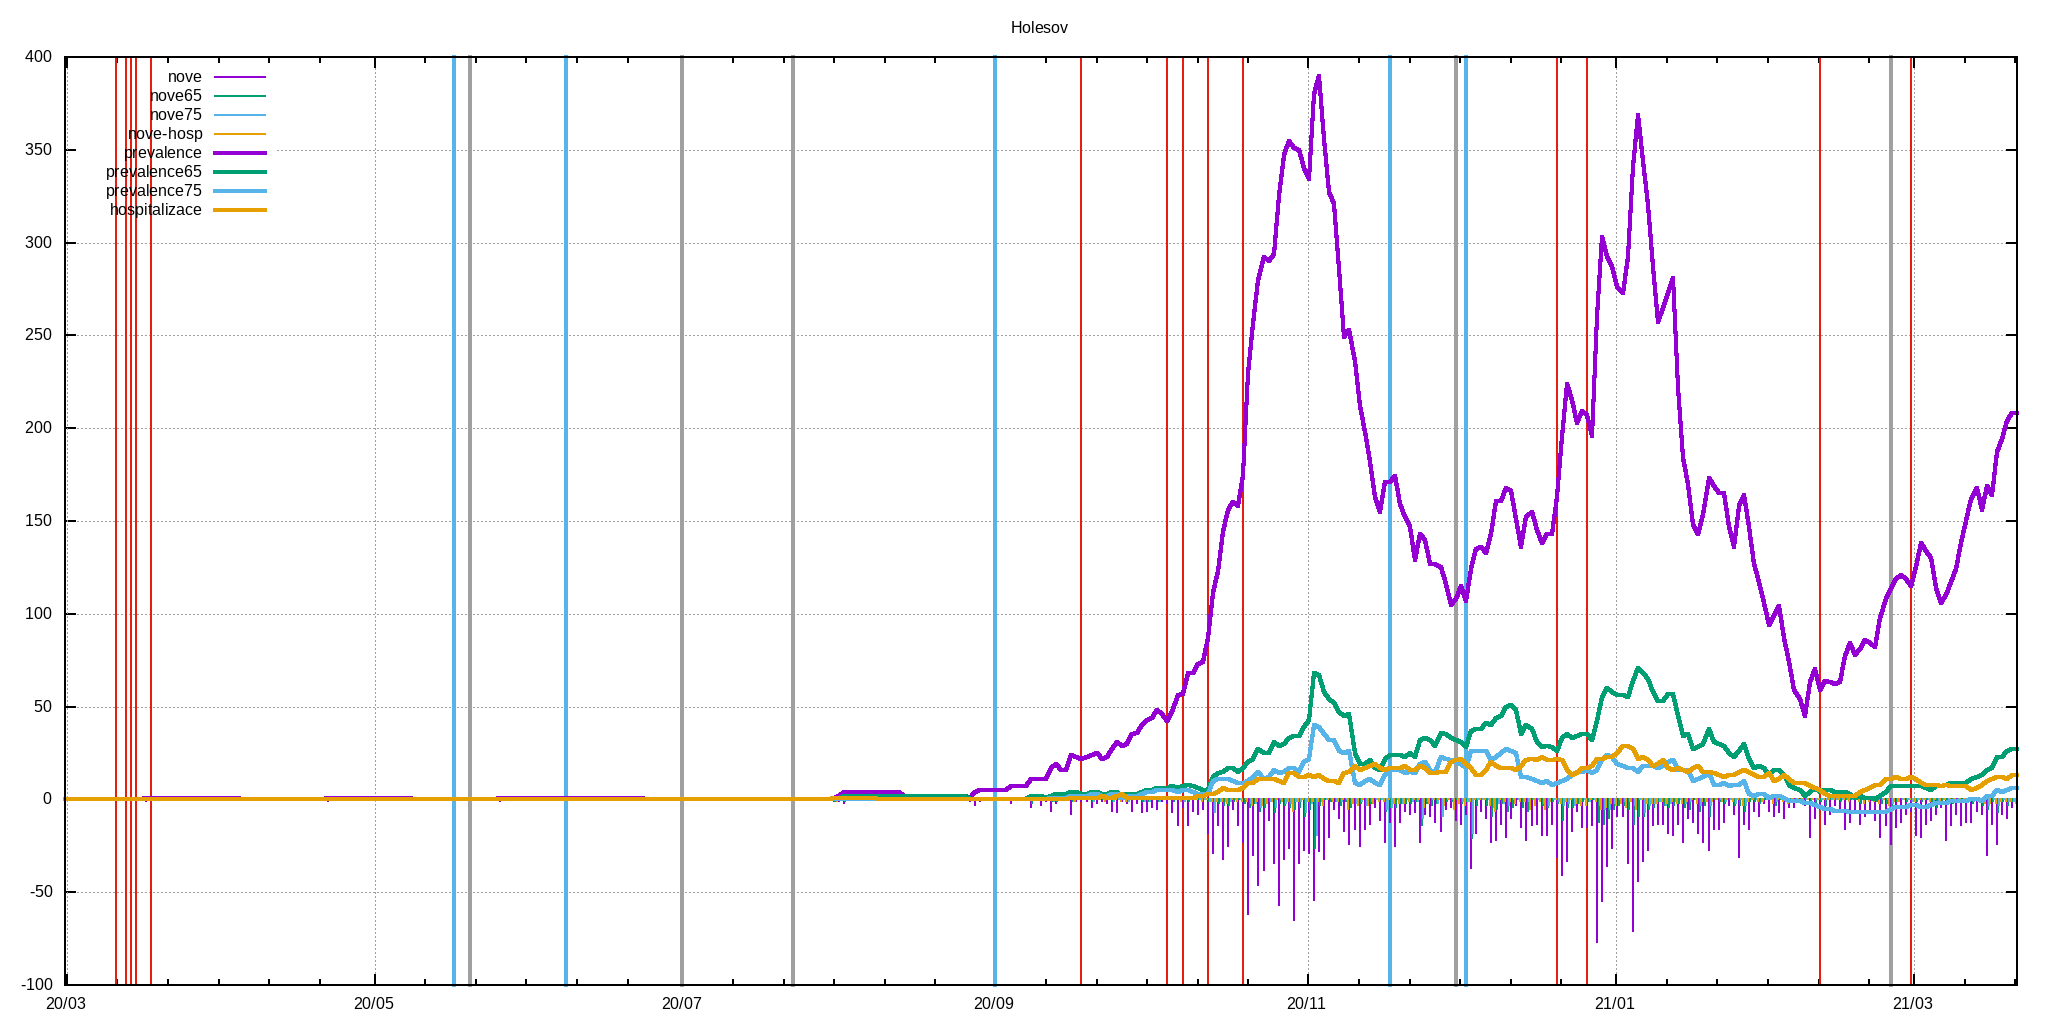 Holesov
400
350
300
250
200
150
100
50
0
-50
-100
nove
nove65
nove75
nove-hosp
prevalence
prevalence65
prevalence75
hospitalizace
20/03 20/05 20/07 20/09 20/11 21/01 21/03